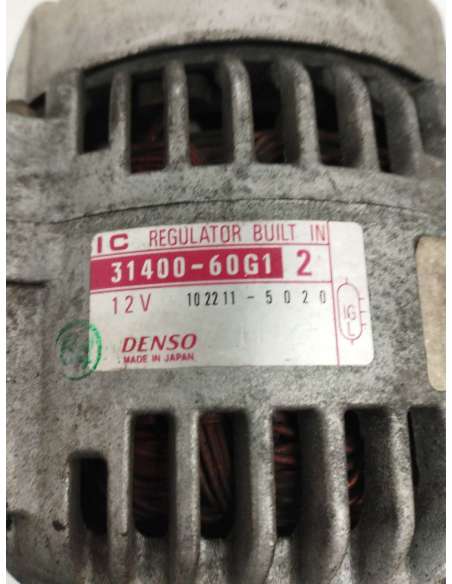 IC REGULATOR BUILT IN
31400-60G1 2
12V 102211-5020
IG
L
DENSO
MADE IN JAPAN